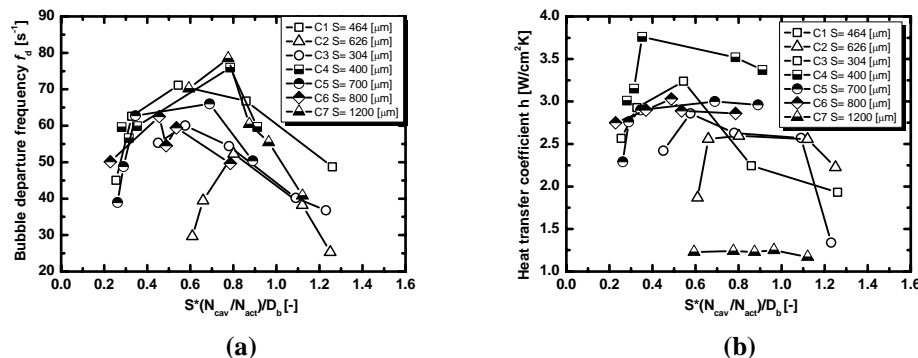 (a)
Bubble departure frequency f_d [s⁻¹]
90
80
70
60
50
40
30
20
0.0 0.2 0.4 0.6 0.8 1.0 1.2 1.4 1.6
S*(N_cav/N_act)/D_b [-]
C1 S= 464 [μm]
C2 S= 626 [μm]
C3 S= 304 [μm]
C4 S= 400 [μm]
C5 S= 700 [μm]
C6 S= 800 [μm]
C7 S= 1200 [μm]
(b)
Heat transfer coefficient h [W/cm²K]
4.0
3.5
3.0
2.5
2.0
1.5
1.0
0.0 0.2 0.4 0.6 0.8 1.0 1.2 1.4 1.6
S*(N_cav/N_act)/D_b [-]
C1 S= 464 [μm]
C2 S= 626 [μm]
C3 S= 304 [μm]
C4 S= 400 [μm]
C5 S= 700 [μm]
C6 S= 800 [μm]
C7 S= 1200 [μm]
(a)
(b)